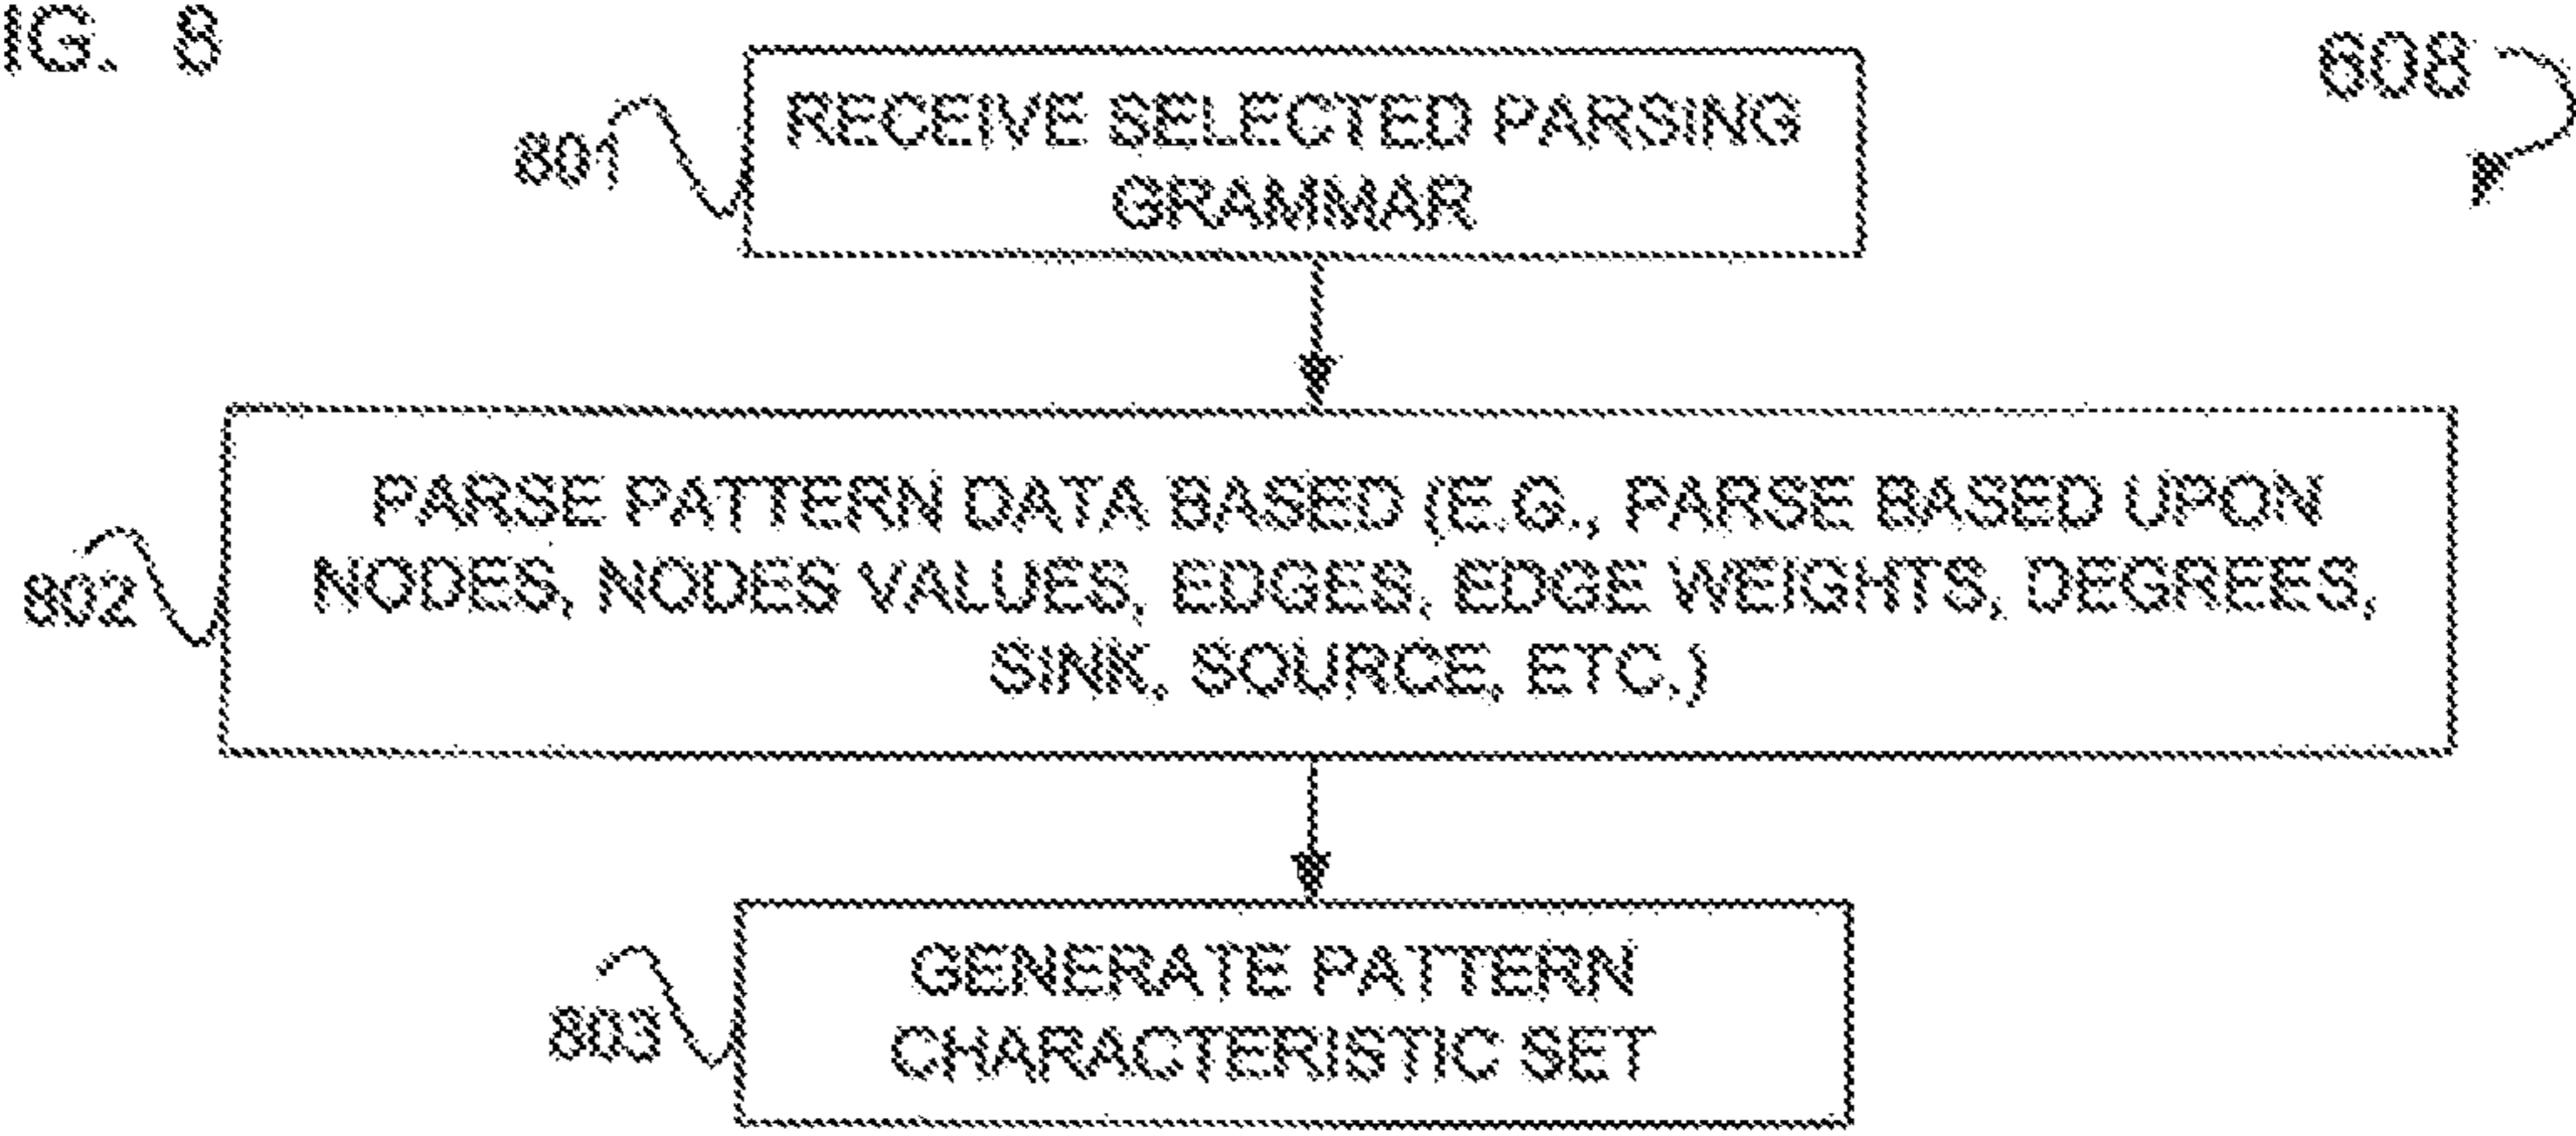 IG. 8
608
801
RECEIVE SELECTED PARSING
GRAMMAR
802
PARSE PATTERN DATA BASED (E.G., PARSE BASED UPON
NODES, NODES VALUES, EDGES, EDGE WEIGHTS, DEGREES,
SINK, SOURCE, ETC.)
803
GENERATE PATTERN
CHARACTERISTIC SET